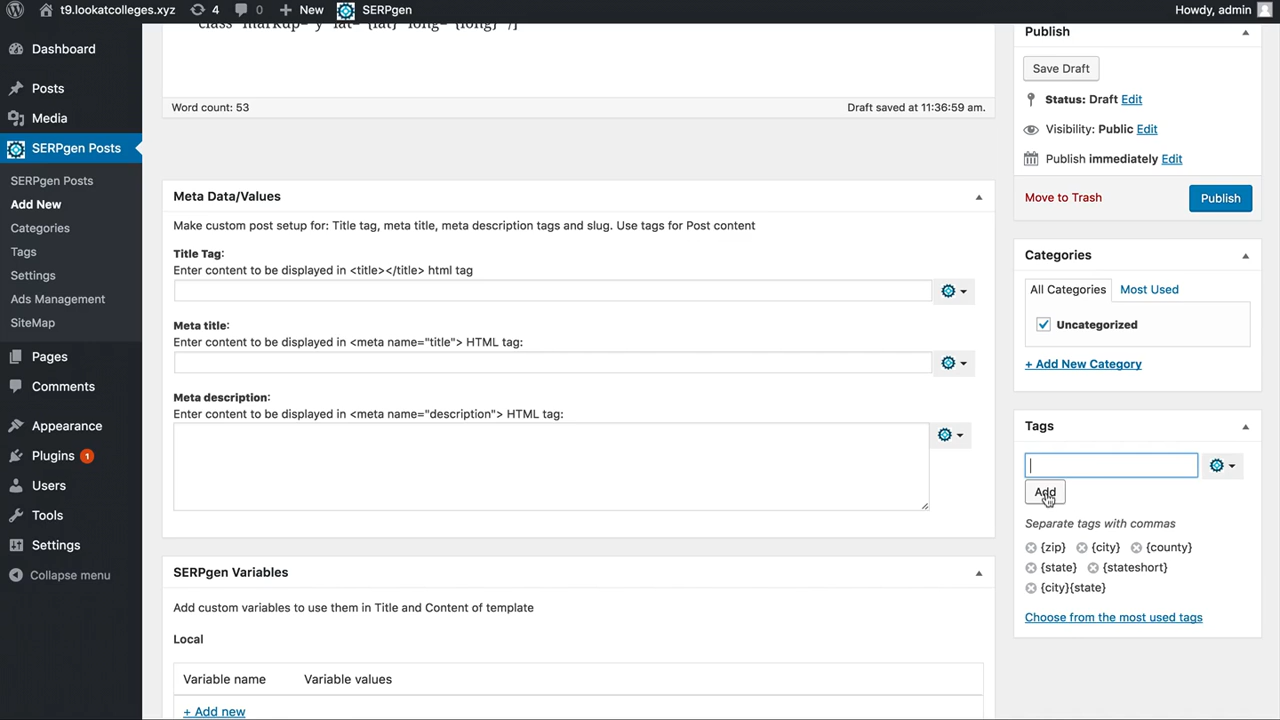 t9.lookatcolleges.xyz 4 0 New SERPgen Howdy, admin
Dashboard
Posts
Media
SERPgen Posts
SERPgen Posts
Add New
Categories
Tags
Settings
Ads Management
SiteMap
Pages
Comments
Appearance
Plugins 1
Users
Tools
Settings
Collapse menu
class="markup" y lat="{lat}" long="{long}" /]
Word count: 53 Draft saved at 11:36:59 am.
Meta Data/Values
Make custom post setup for: Title tag, meta title, meta description tags and slug. Use tags for Post content
Title Tag:
Enter content to be displayed in <title></title> html tag
Meta title:
Enter content to be displayed in <meta name="title"> HTML tag:
Meta description:
Enter content to be displayed in <meta name="description"> HTML tag:
SERPgen Variables
Add custom variables to use them in Title and Content of template
Local
Variable name Variable values
+ Add new
Publish
Save Draft
Status: Draft Edit
Visibility: Public Edit
Publish immediately Edit
Move to Trash Publish
Categories
All Categories Most Used
Uncategorized
+ Add New Category
Tags
Add
Separate tags with commas
{zip} {city} {county}
{state} {stateshort}
{city}{state}
Choose from the most used tags